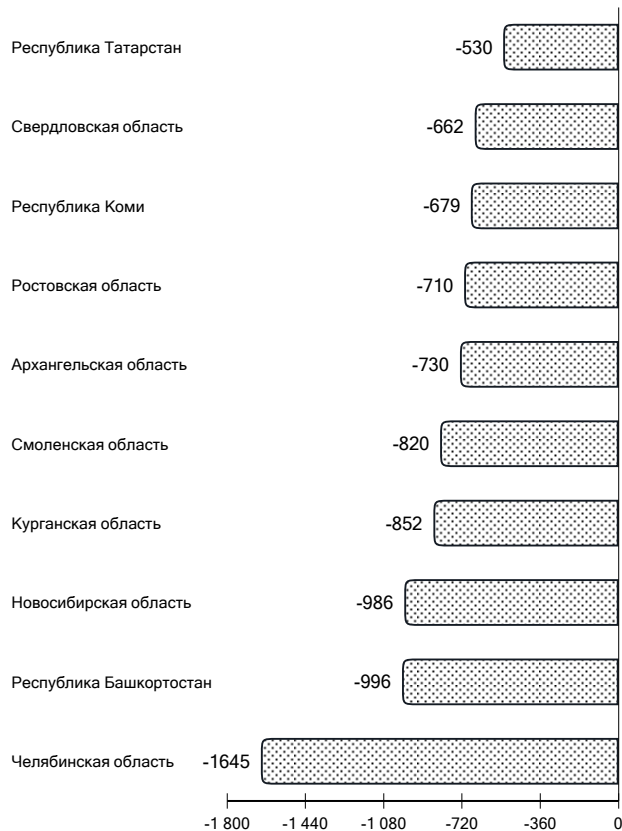 Республика Татарстан -530
Свердловская область -662
Республика Коми -679
Ростовская область -710
Архангельская область -730
Смоленская область -820
Курганская область -852
Новосибирская область -986
Республика Башкортостан -996
Челябинская область -1645
-1 800 -1 440 -1 080 -720 -360 0